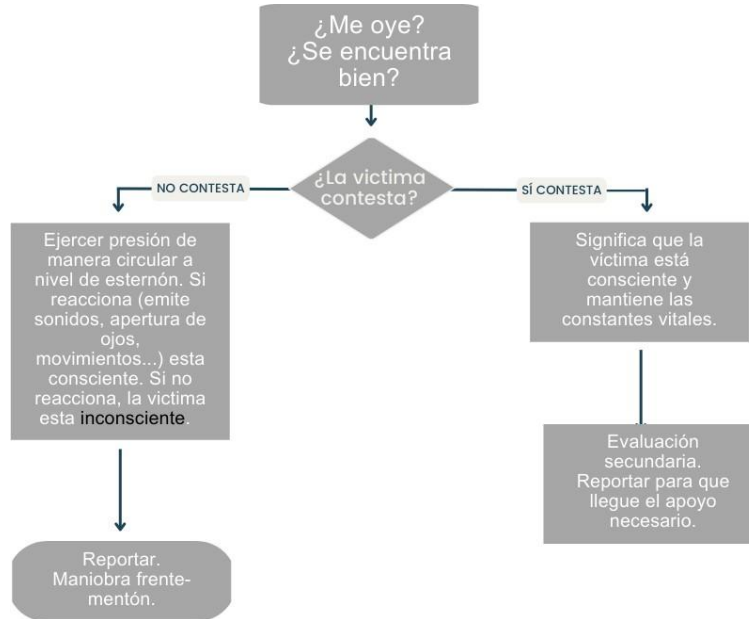 ¿Me oye?
¿Se encuentra
bien?
¿La victima
contesta?
NO CONTESTA
SÍ CONTESTA
Ejercer presión de
manera circular a
nivel de esternón. Si
reacciona (emite
sonidos, apertura de
ojos,
movimientos...) esta
consciente. Si no
reacciona, la victima
esta inconsciente.
Significa que la
víctima está
consciente y
mantiene las
constantes vitales.
Evaluación
secundaria.
Reportar para que
llegue el apoyo
necesario.
Reportar.
Maniobra frente-
mentón.